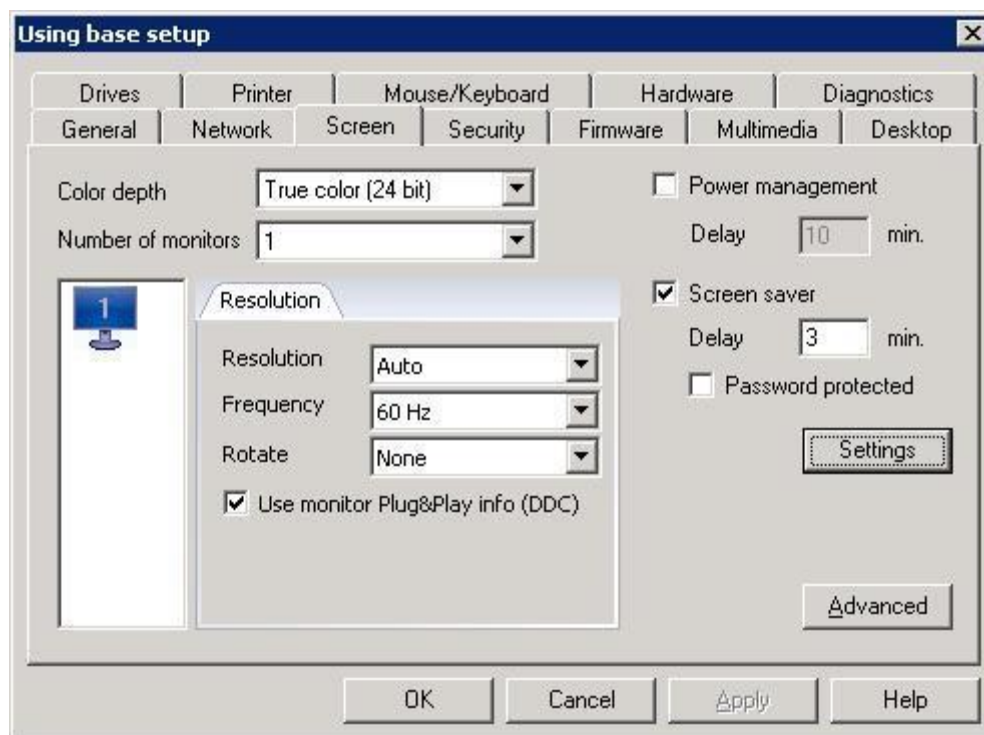 Using base setup
Drives Printer Mouse/Keyboard Hardware Diagnostics
General Network Screen Security Firmware Multimedia Desktop
Color depth True color (24 bit)
Number of monitors 1
1
Resolution
Resolution Auto
Frequency 60 Hz
Rotate None
Use monitor Plug&Play info (DDC)
Power management
Delay 10 min.
Screen saver
Delay 3 min.
Password protected
Settings
Advanced
OK Cancel Apply Help